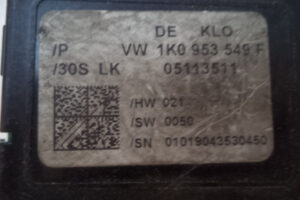 DE KLO
/P VW 1K0 953 549 F
/30S LK 05113511
/HW 021
/SW 0050
/SN 01019043530450